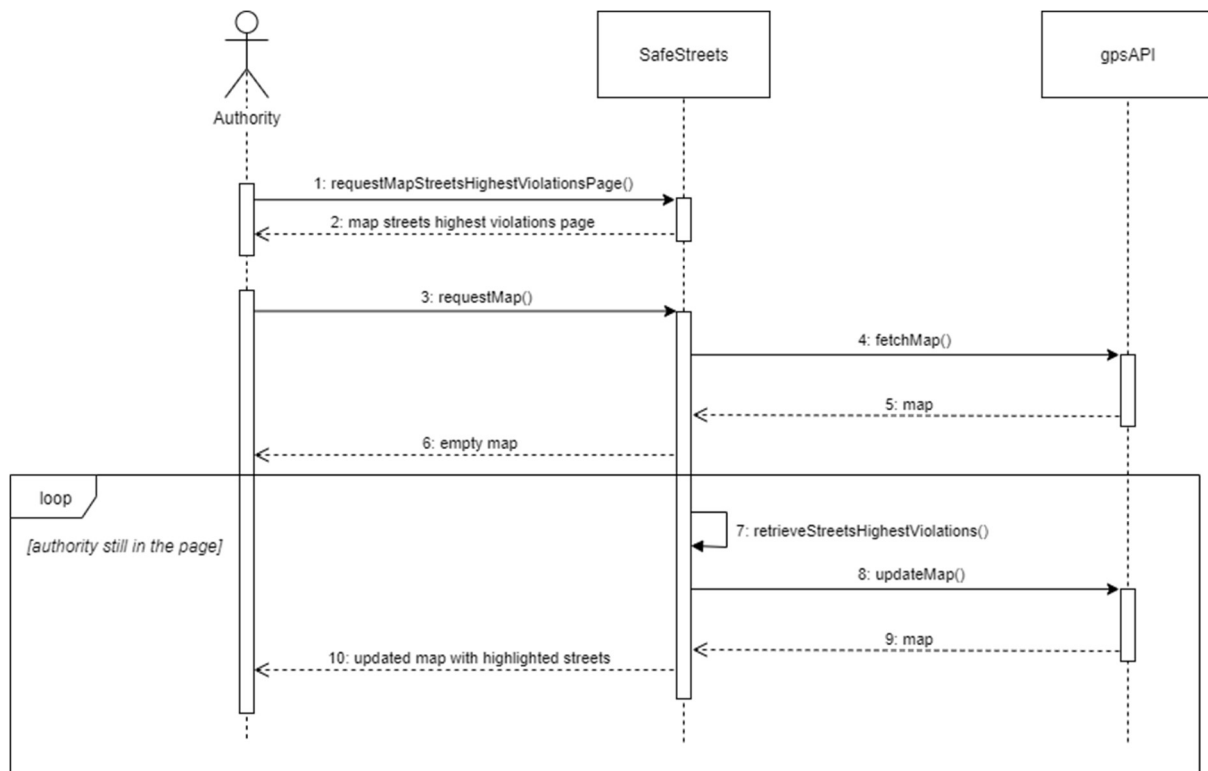 SafeStreets
gpsAPI
Authority
1: requestMapStreetsHighestViolationsPage()
2: map streets highest violations page
3: requestMap()
4: fetchMap()
5: map
6: empty map
loop
[authority still in the page]
7: retrieveStreetsHighestViolations()
8: updateMap()
9: map
10: updated map with highlighted streets